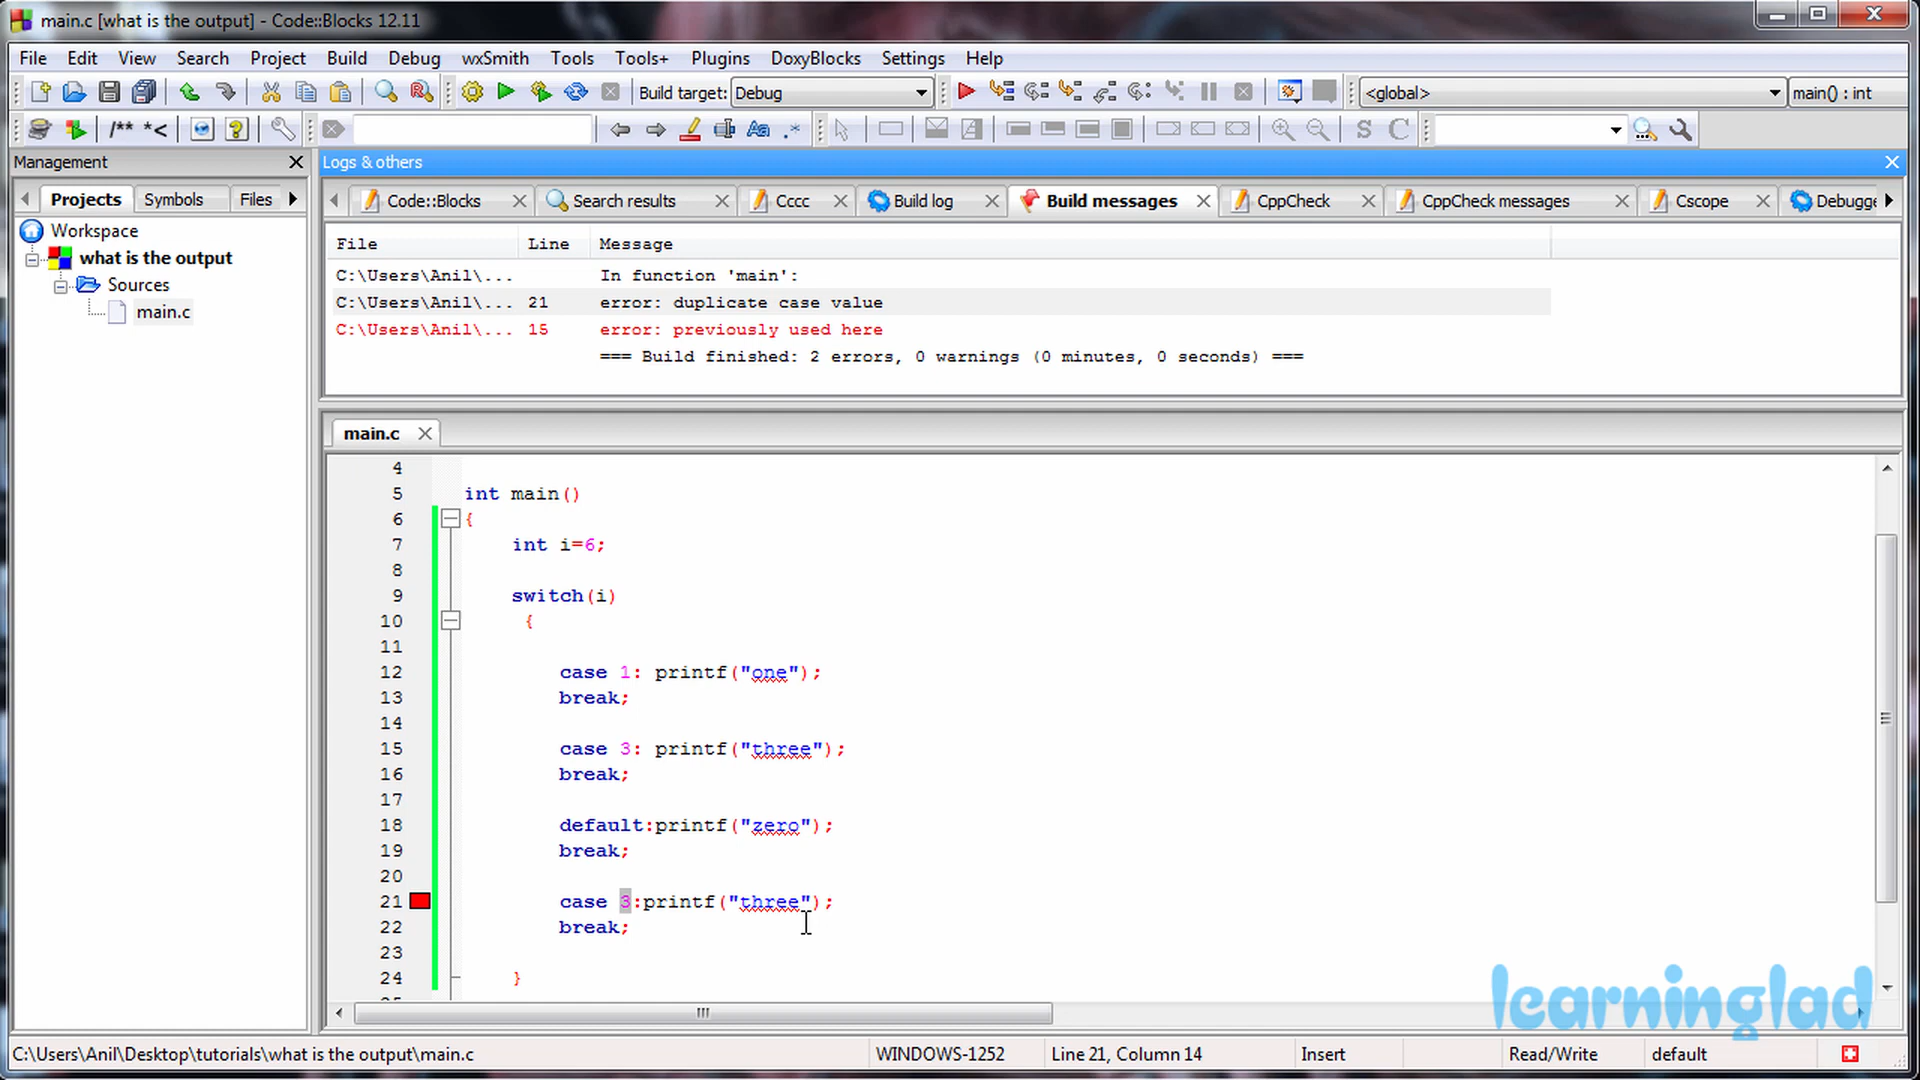 main.c [what is the output] - Code::Blocks 12.11
File Edit View Search Project Build Debug wxSmith Tools Tools+ Plugins DoxyBlocks Settings Help
Build target: Debug <global> main() : int
/** *<
Management
Logs & others
Projects Symbols Files
Code::Blocks Search results Cccc Build log Build messages CppCheck CppCheck messages Cscope Debugge
Workspace
what is the output
Sources
main.c
File Line Message
C:\Users\Anil\... In function 'main':
C:\Users\Anil\... 21 error: duplicate case value
C:\Users\Anil\... 15 error: previously used here
=== Build finished: 2 errors, 0 warnings (0 minutes, 0 seconds) ===
main.c
4
5 int main()
6 {
7 int i=6;
8
9 switch(i)
10 {
11
12 case 1: printf("one");
13 break;
14
15 case 3: printf("three");
16 break;
17
18 default:printf("zero");
19 break;
20
21 case 3:printf("three");
22 break;
23
24 }
learninglad
C:\Users\Anil\Desktop\tutorials\what is the output\main.c WINDOWS-1252 Line 21, Column 14 Insert Read/Write default